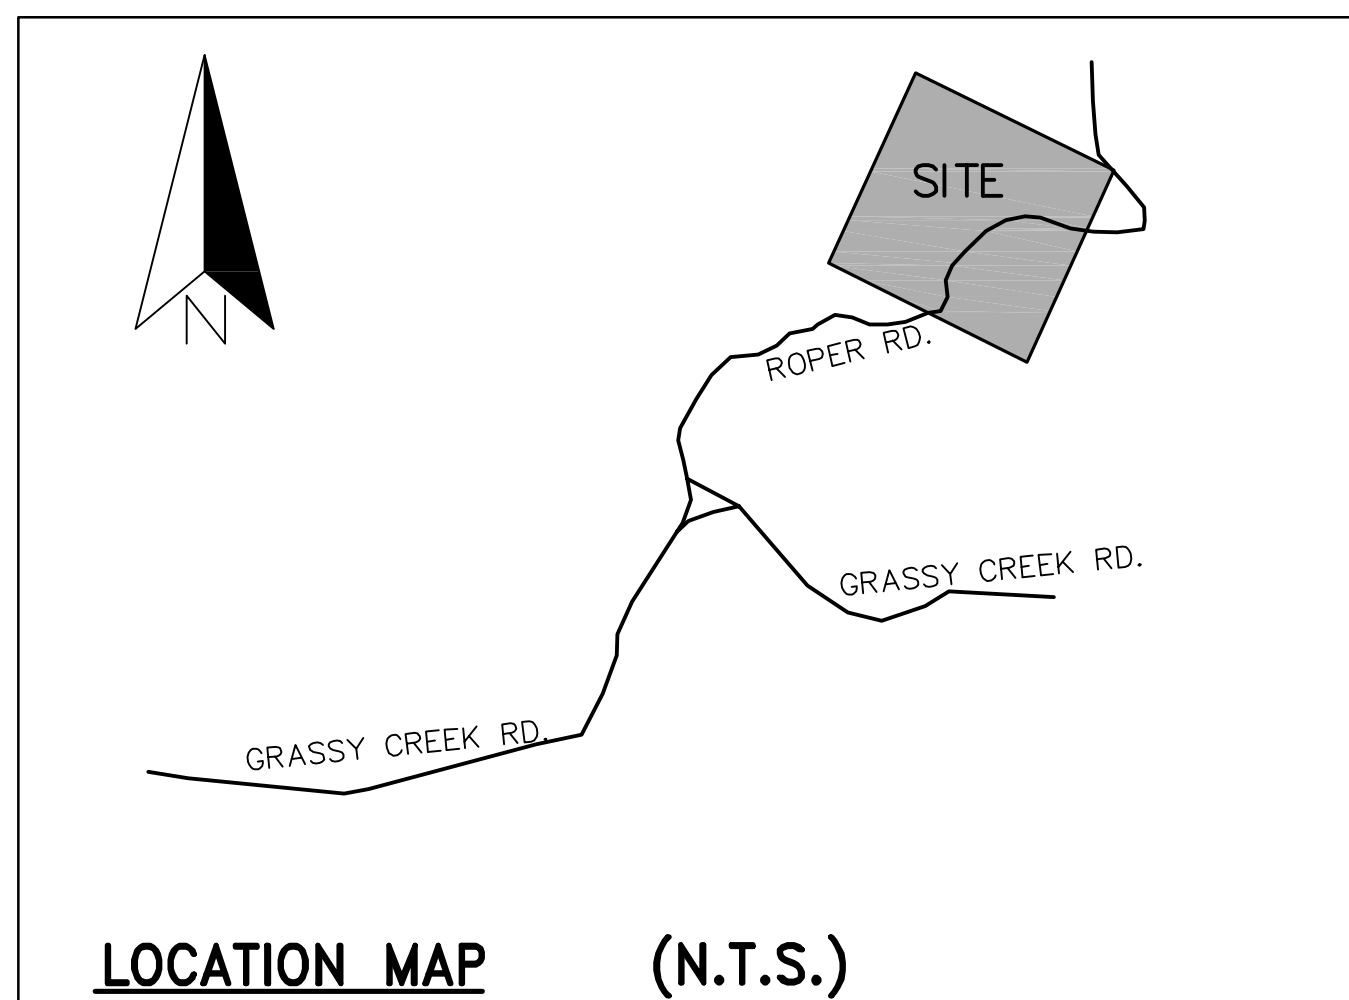 N
SITE
ROPER RD.
GRASSY CREEK RD.
GRASSY CREEK RD.
LOCATION MAP (N.T.S.)